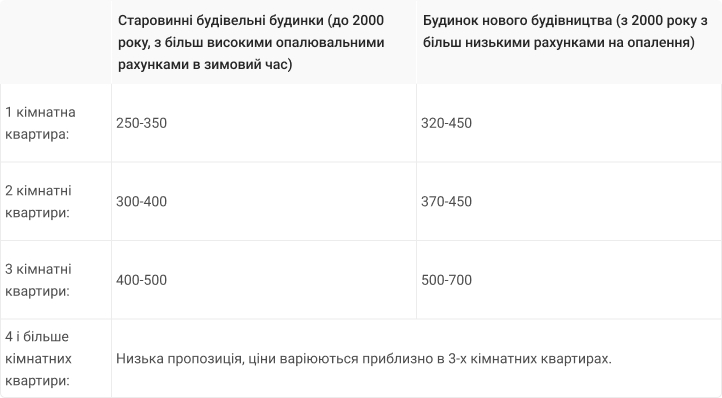 Старовинні будівельні будинки (до 2000
року, з більш високими опалювальними
рахунками в зимовий час)
Будинок нового будівництва (з 2000 року з
більш низькими рахунками на опалення)
1 кімнатна
квартира:
250-350
320-450
2 кімнатні
квартири:
300-400
370-450
3 кімнатні
квартири:
400-500
500-700
4 і більше
кімнатних
квартири:
Низька пропозиція, ціни варіюються приблизно в 3-х кімнатних квартирах.